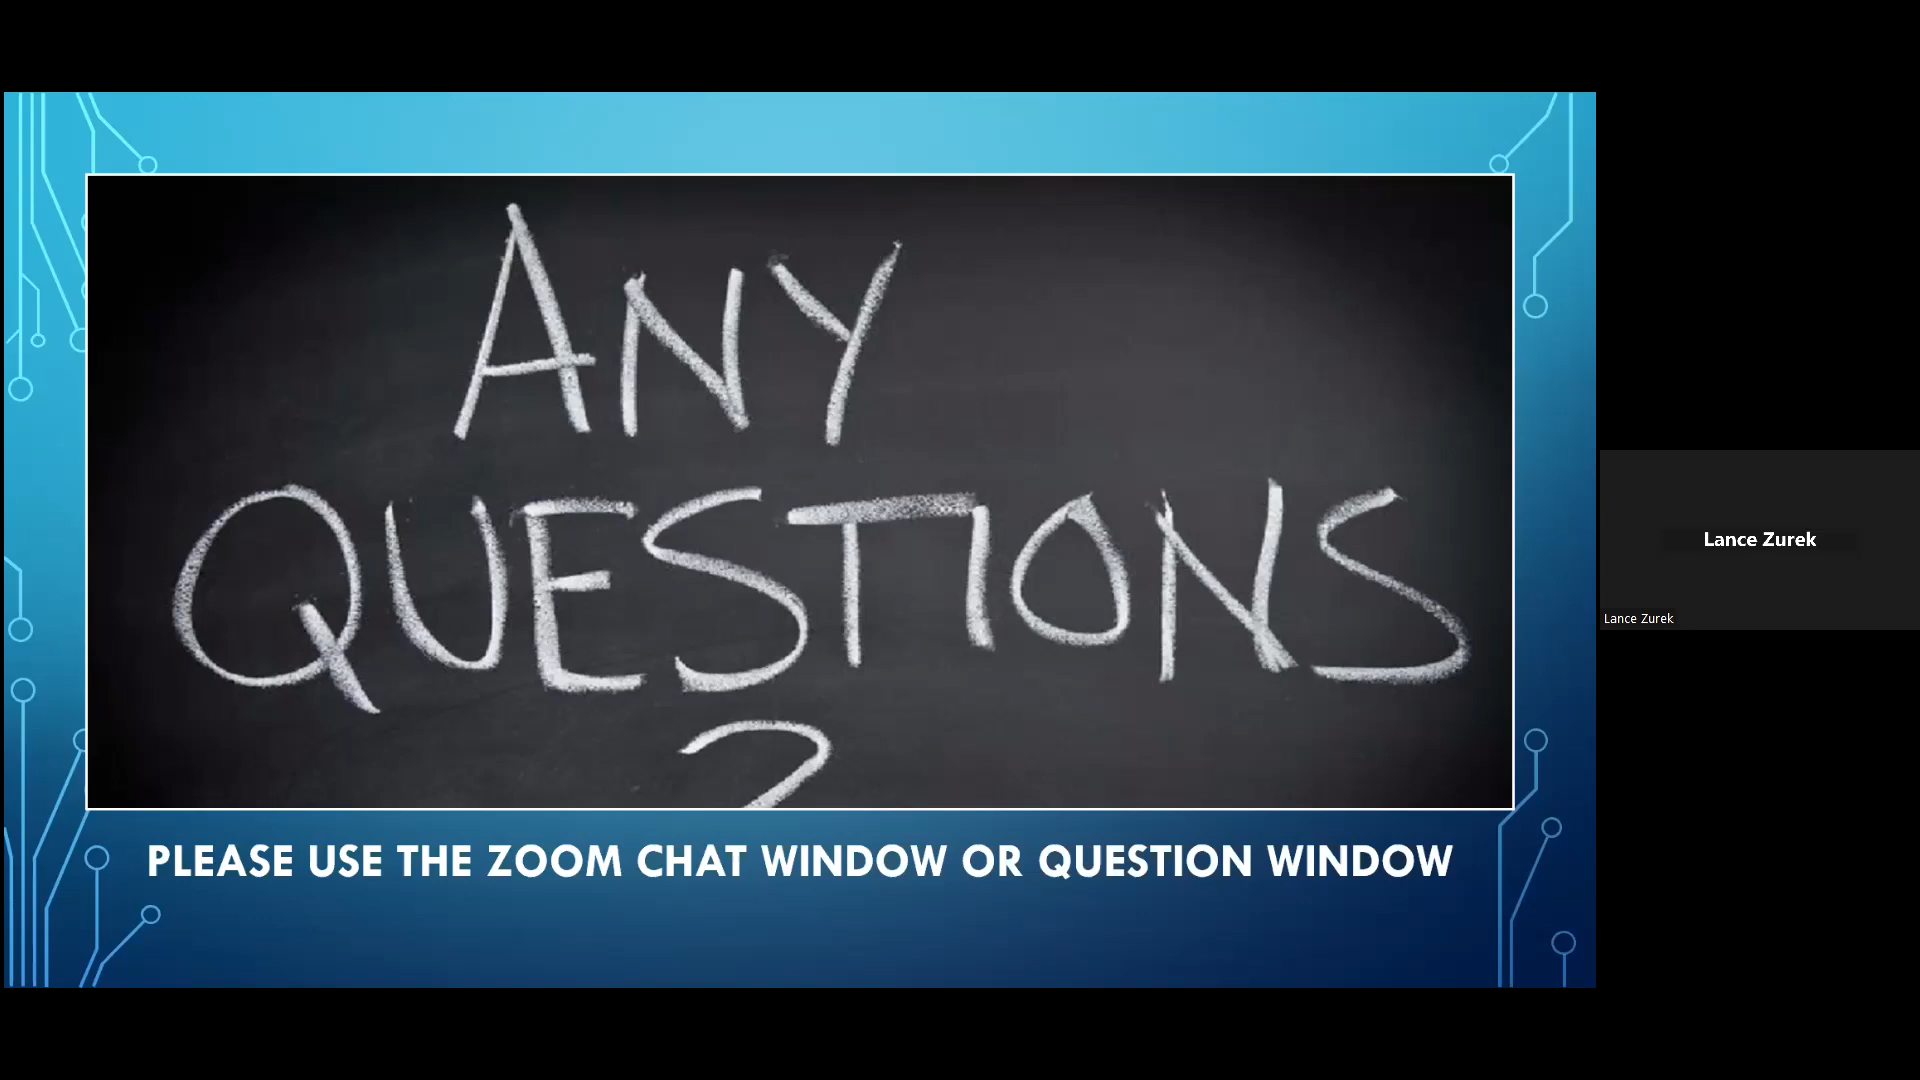 ANY
QUESTIONS
?
PLEASE USE THE ZOOM CHAT WINDOW OR QUESTION WINDOW
Lance Zurek
Lance Zurek